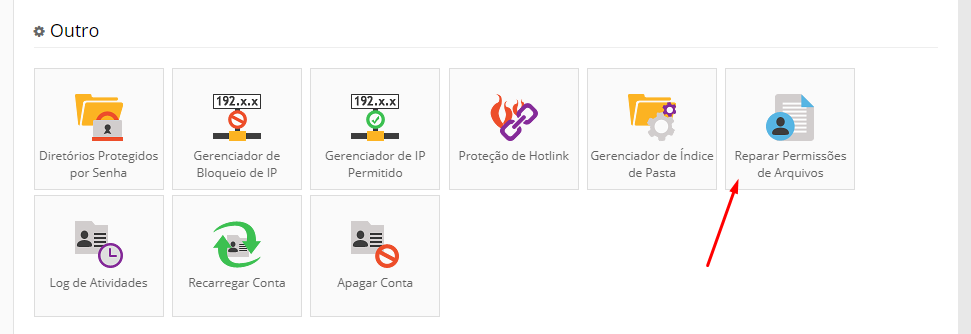 Outro
192.x.x
192.x.x
Diretórios Protegidos
por Senha
Gerenciador de
Bloqueio de IP
Gerenciador de IP
Permitido
Proteção de Hotlink
Gerenciador de Índice
de Pasta
Reparar Permissões
de Arquivos
Log de Atividades
Recarregar Conta
Apagar Conta